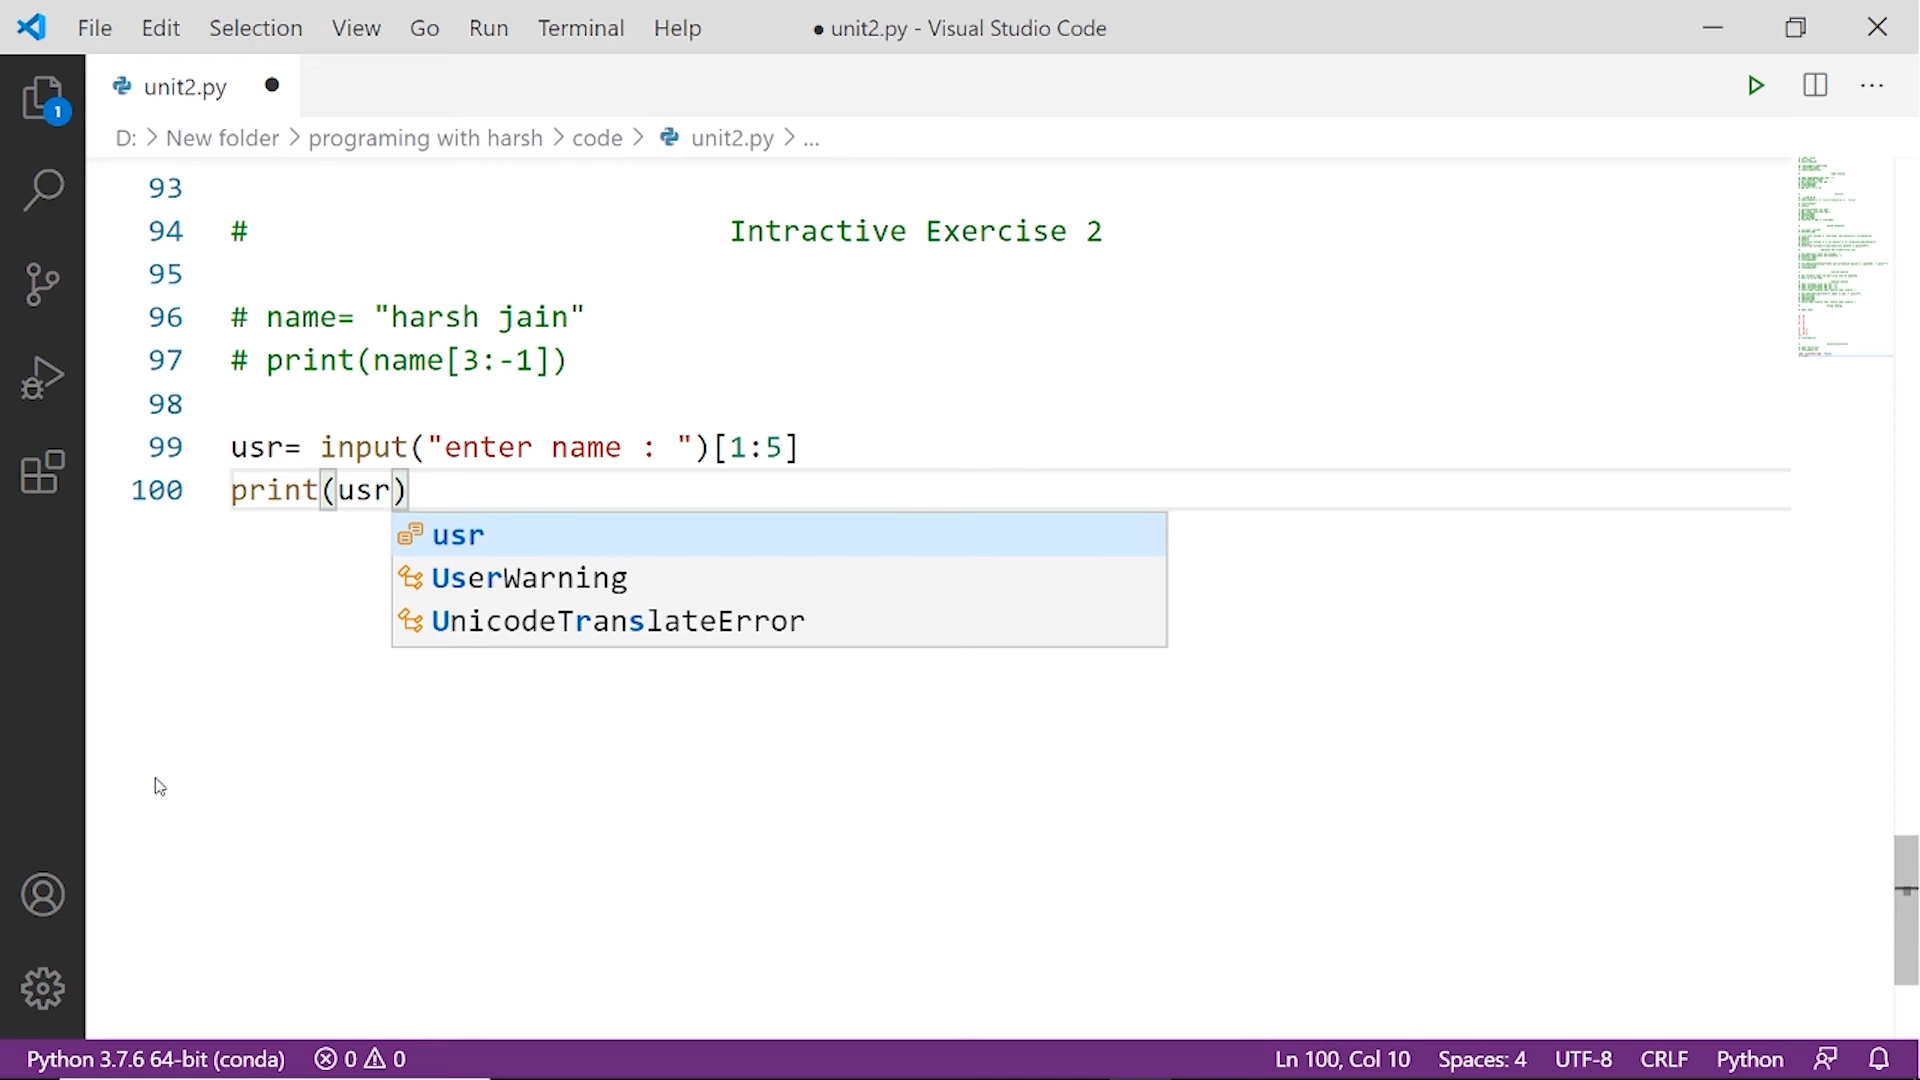 File Edit Selection View Go Run Terminal Help ● unit2.py - Visual Studio Code
unit2.py
1
D: > New folder > programing with harsh > code > unit2.py > ...
93
94 # Intractive Exercise 2
95
96 # name= "harsh jain"
97 # print(name[3:-1])
98
99 usr= input("enter name : ")[1:5]
100 print(usr)
usr
UserWarning
UnicodeTranslateError
Python 3.7.6 64-bit (conda) 0 0 Ln 100, Col 10 Spaces: 4 UTF-8 CRLF Python